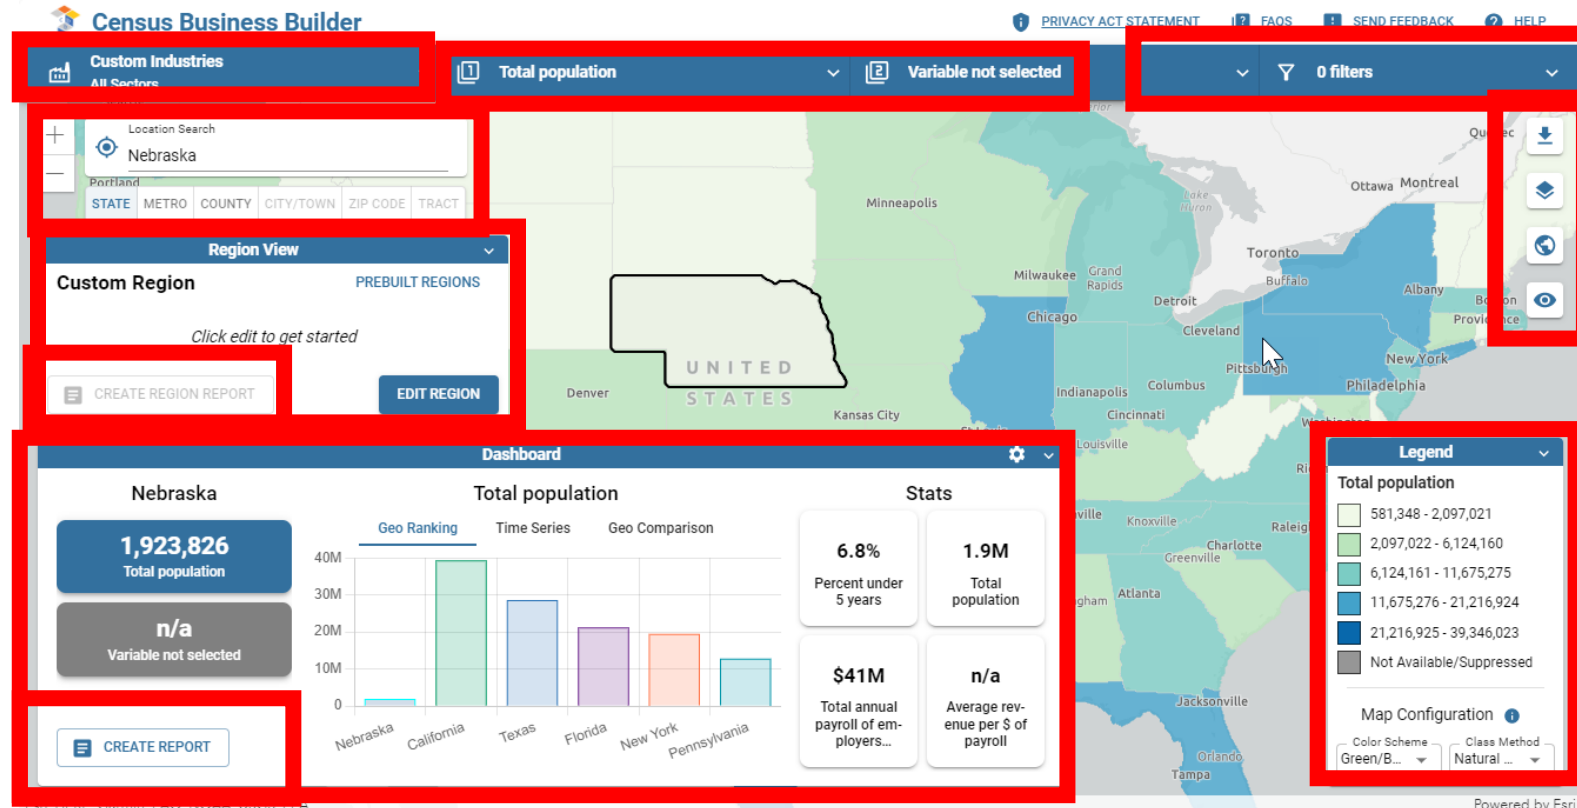 Census Business Builder
PRIVACY ACT STATEMENT
FAQS
SEND FEEDBACK
HELP
Custom Industries
All Sectors
1 Total population
2 Variable not selected
0 filters
Location Search
Nebraska
Portland
STATE METRO COUNTY CITY/TOWN ZIP CODE TRACT
Region View
Custom Region
PREBUILT REGIONS
Click edit to get started
CREATE REGION REPORT
EDIT REGION
Minneapolis
Lake
Huron
Ottawa Montreal
Toronto
Buffalo
Milwaukee
Grand
Rapids
Detroit
Albany
Chicago
Cleveland
Pittsburgh
New York
Philadelphia
UNITED
STATES
Denver
Indianapolis
Columbus
Cincinnati
Kansas City
Louisville
Knoxville
Charlotte
Greenville
Atlanta
Jacksonville
Orlando
Tampa
Dashboard
Nebraska
1,923,826
Total population
n/a
Variable not selected
CREATE REPORT
Total population
Geo Ranking Time Series Geo Comparison
40M
30M
20M
10M
0
Nebraska California Texas Florida New York Pennsylvania
Stats
6.8%
Percent under
5 years
1.9M
Total
population
$41M
Total annual
payroll of em-
ployers...
n/a
Average rev-
enue per $ of
payroll
Legend
Total population
581,348 - 2,097,021
2,097,022 - 6,124,160
6,124,161 - 11,675,275
11,675,276 - 21,216,924
21,216,925 - 39,346,023
Not Available/Suppressed
Map Configuration
Color Scheme
Green/B...
Class Method
Natural ...
Powered by Esri